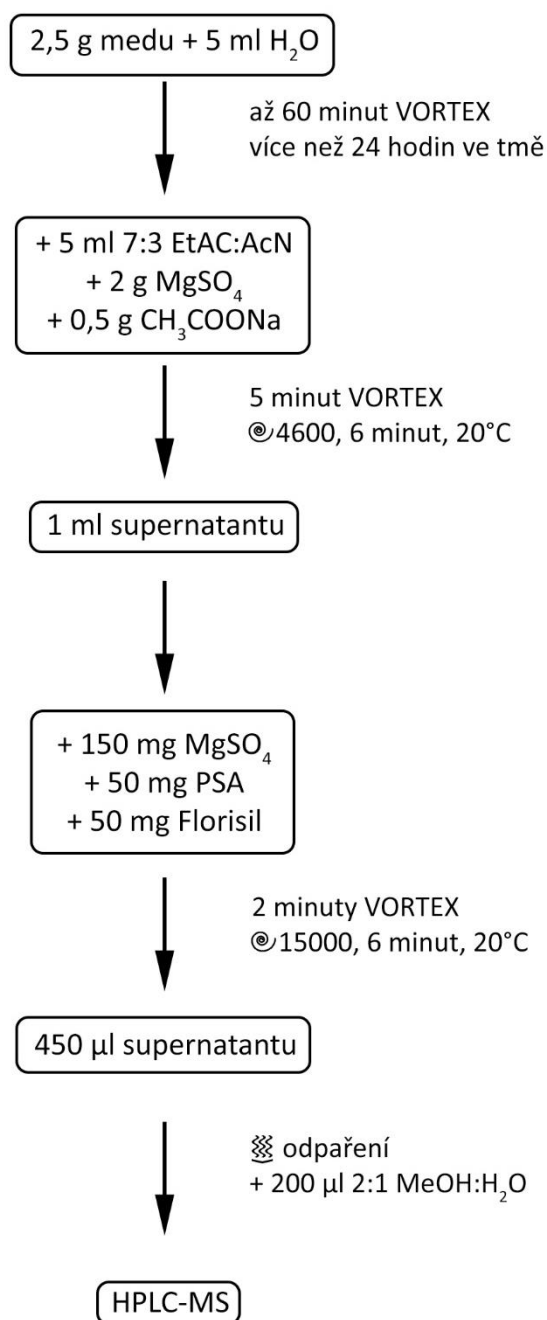 2,5 g medu + 5 ml H₂O
až 60 minut VORTEX
více než 24 hodin ve tmě
+ 5 ml 7:3 EtAC:AcN
+ 2 g MgSO₄
+ 0,5 g CH₃COONa
5 minut VORTEX
4600, 6 minut, 20°C
1 ml supernatantu
+ 150 mg MgSO₄
+ 50 mg PSA
+ 50 mg Florisil
2 minuty VORTEX
15000, 6 minut, 20°C
450 µl supernatantu
odpaření
+ 200 µl 2:1 MeOH:H₂O
HPLC-MS